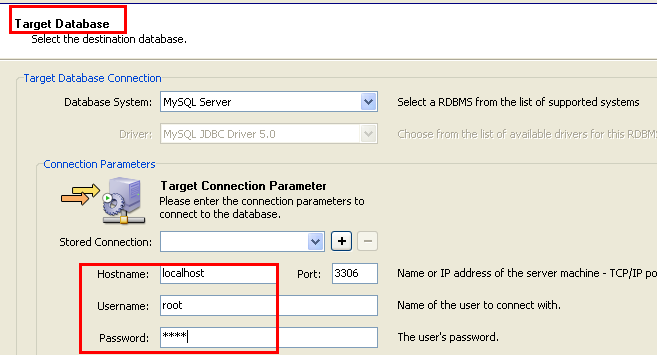 Target Database
Select the destination database.
Target Database Connection
Database System: MySQL Server Select a RDBMS from the list of supported systems
Driver: MySQL JDBC Driver 5.0 Choose from the list of available drivers for this RDBM
Connection Parameters
Target Connection Parameter
Please enter the connection parameters to
connect to the database.
Stored Connection:
Hostname: localhost Port: 3306 Name or IP address of the server machine - TCP/IP po
Username: root Name of the user to connect with.
Password: **** The user's password.